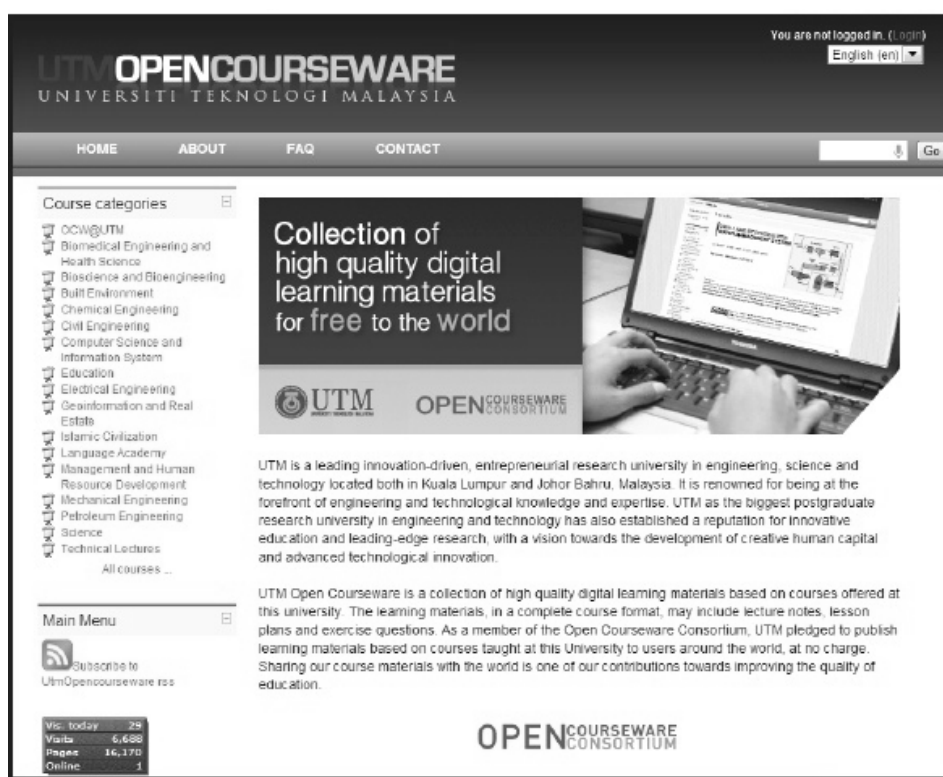 You are not logged in. (Login)
English (en)
UTM OPENCOURSEWARE
UNIVERSITI TEKNOLOGI MALAYSIA
HOME ABOUT FAQ CONTACT
Go
Course categories
OCW@UTM
Biomedical Engineering and
Health Science
Bioscience and Bioengineering
Built Environment
Chemical Engineering
Civil Engineering
Computer Science and
Information System
Education
Electrical Engineering
Geoinformation and Real
Estate
Islamic Civilization
Language Academy
Management and Human
Resource Development
Mechanical Engineering
Petroleum Engineering
Science
Technical Lectures
All courses ...
Main Menu
Subscribe to
UtmOpencourseware rss
Vis. today 29
Visits 6,688
Pages 16,170
Online 1
Collection of
high quality digital
learning materials
for free to the world
UTM
OPENCOURSEWARE
CONSORTIUM
UTM is a leading innovation-driven, entrepreneurial research university in engineering, science and
technology located both in Kuala Lumpur and Johor Bahru, Malaysia. It is renowned for being at the
forefront of engineering and technological knowledge and expertise. UTM as the biggest postgraduate
research university in engineering and technology has also established a reputation for innovative
education and leading-edge research, with a vision towards the development of creative human capital
and advanced technological innovation.
UTM Open Courseware is a collection of high quality digital learning materials based on courses offered at
this university. The learning materials, in a complete course format, may include lecture notes, lesson
plans and exercise questions. As a member of the Open Courseware Consortium, UTM pledged to publish
learning materials based on courses taught at this University to users around the world, at no charge.
Sharing our course materials with the world is one of our contributions towards improving the quality of
education.
OPENCOURSEWARE
CONSORTIUM